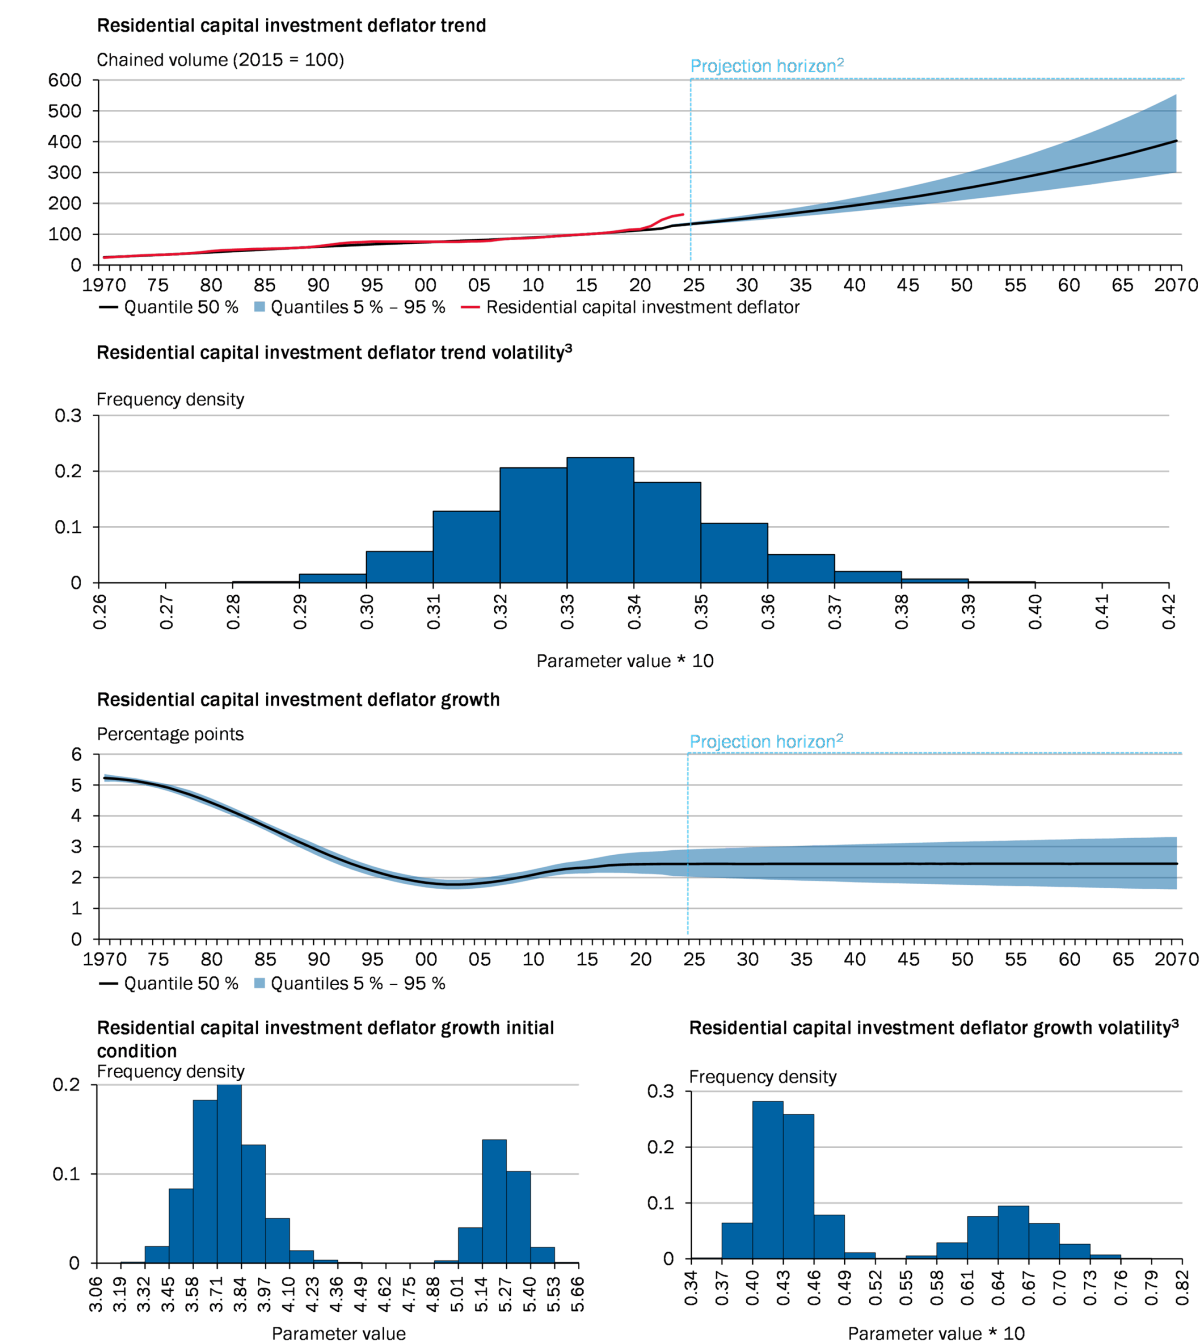 Residential capital investment deflator trend
Chained volume (2015 = 100)
Projection horizon²
600
500
400
300
200
100
0
1970 75 80 85 90 95 00 05 10 15 20 25 30 35 40 45 50 55 60 65 2070
Quantile 50 % Quantiles 5 % – 95 % Residential capital investment deflator
Residential capital investment deflator trend volatility³
Frequency density
0.3
0.2
0.1
0
0.26 0.27 0.28 0.29 0.30 0.31 0.32 0.33 0.34 0.35 0.36 0.37 0.38 0.39 0.40 0.41 0.42
Parameter value * 10
Residential capital investment deflator growth
Percentage points
Projection horizon²
6
5
4
3
2
1
0
1970 75 80 85 90 95 00 05 10 15 20 25 30 35 40 45 50 55 60 65 2070
Quantile 50 % Quantiles 5 % – 95 %
Residential capital investment deflator growth initial
condition
Frequency density
0.2
0.1
0
3.06 3.19 3.32 3.45 3.58 3.71 3.84 3.97 4.10 4.23 4.36 4.49 4.62 4.75 4.88 5.01 5.14 5.27 5.40 5.53 5.66
Parameter value
Residential capital investment deflator growth volatility³
Frequency density
0.3
0.2
0.1
0
0.34 0.37 0.40 0.43 0.46 0.49 0.52 0.55 0.58 0.61 0.64 0.67 0.70 0.73 0.76 0.79 0.82
Parameter value * 10